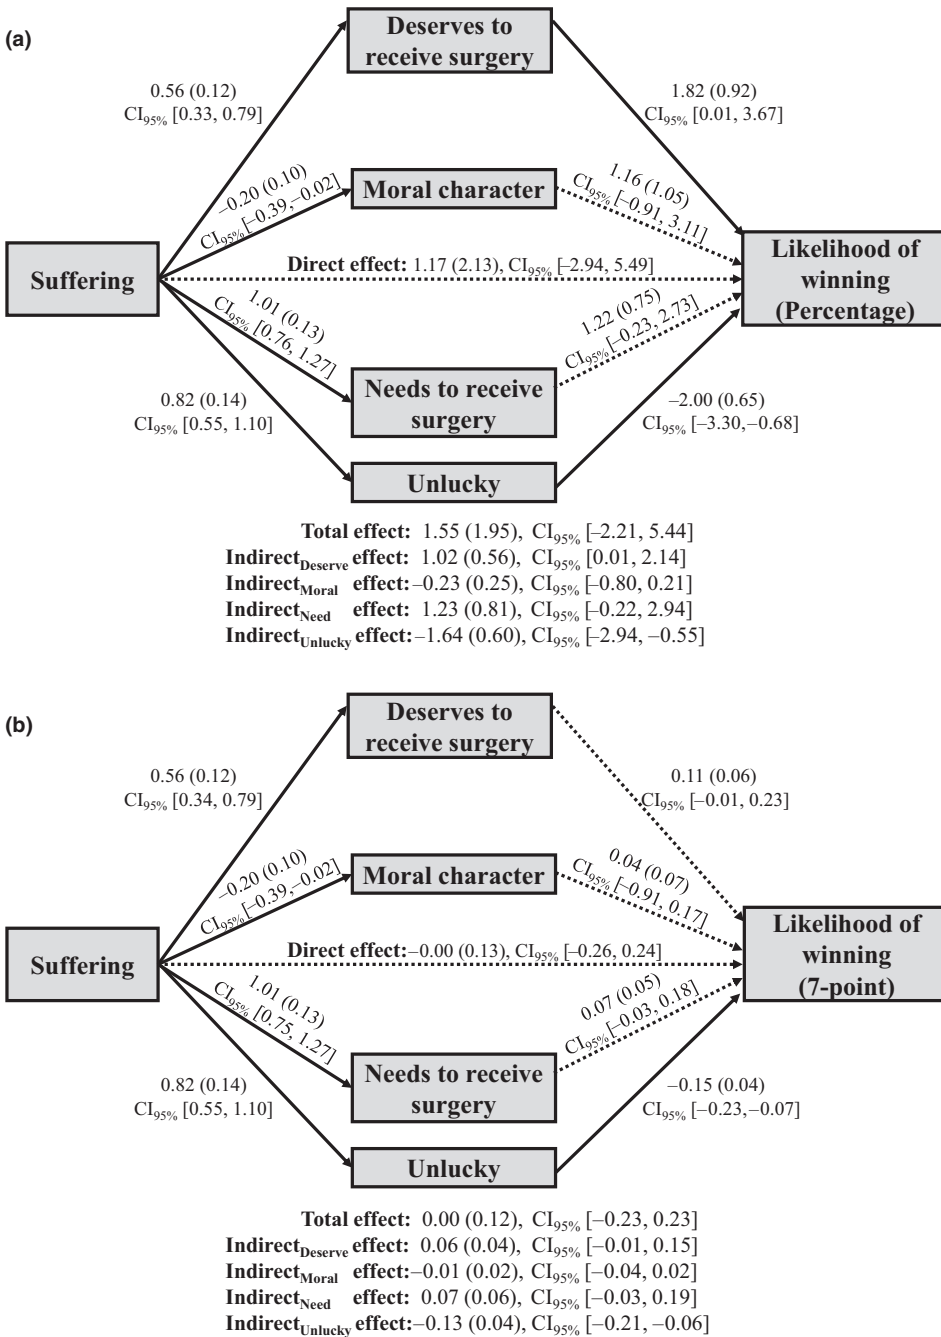 (a)
Deserves to
receive surgery
0.56 (0.12)
CI95% [0.33, 0.79]
1.82 (0.92)
CI95% [0.01, 3.67]
−0.20 (0.10)
CI95% [−0.39,−0.02]
Moral character
1.16 (1.05)
CI95% [−0.91, 3.11]
Suffering
Direct effect: 1.17 (2.13), CI95% [−2.94, 5.49]
Likelihood of
winning
(Percentage)
1.01 (0.13)
CI95% [0.76, 1.27]
1.22 (0.75)
CI95% [−0.23, 2.73]
Needs to receive
surgery
0.82 (0.14)
CI95% [0.55, 1.10]
−2.00 (0.65)
CI95% [−3.30,−0.68]
Unlucky
Total effect: 1.55 (1.95), CI95% [−2.21, 5.44]
IndirectDeserve effect: 1.02 (0.56), CI95% [0.01, 2.14]
IndirectMoral effect:−0.23 (0.25), CI95% [−0.80, 0.21]
IndirectNeed effect: 1.23 (0.81), CI95% [−0.22, 2.94]
IndirectUnlucky effect:−1.64 (0.60), CI95% [−2.94, −0.55]
(b)
Deserves to
receive surgery
0.56 (0.12)
CI95% [0.34, 0.79]
0.11 (0.06)
CI95% [−0.01, 0.23]
−0.20 (0.10)
CI95% [−0.39,−0.02]
Moral character
0.04 (0.07)
CI95% [−0.91, 0.17]
Suffering
Direct effect:−0.00 (0.13), CI95% [−0.26, 0.24]
Likelihood of
winning
(7-point)
1.01 (0.13)
CI95% [0.75, 1.27]
0.07 (0.05)
CI95% [−0.03, 0.18]
Needs to receive
surgery
0.82 (0.14)
CI95% [0.55, 1.10]
−0.15 (0.04)
CI95% [−0.23,−0.07]
Unlucky
Total effect: 0.00 (0.12), CI95% [−0.23, 0.23]
IndirectDeserve effect: 0.06 (0.04), CI95% [−0.01, 0.15]
IndirectMoral effect:−0.01 (0.02), CI95% [−0.04, 0.02]
IndirectNeed effect: 0.07 (0.06), CI95% [−0.03, 0.19]
IndirectUnlucky effect:−0.13 (0.04), CI95% [−0.21, −0.06]